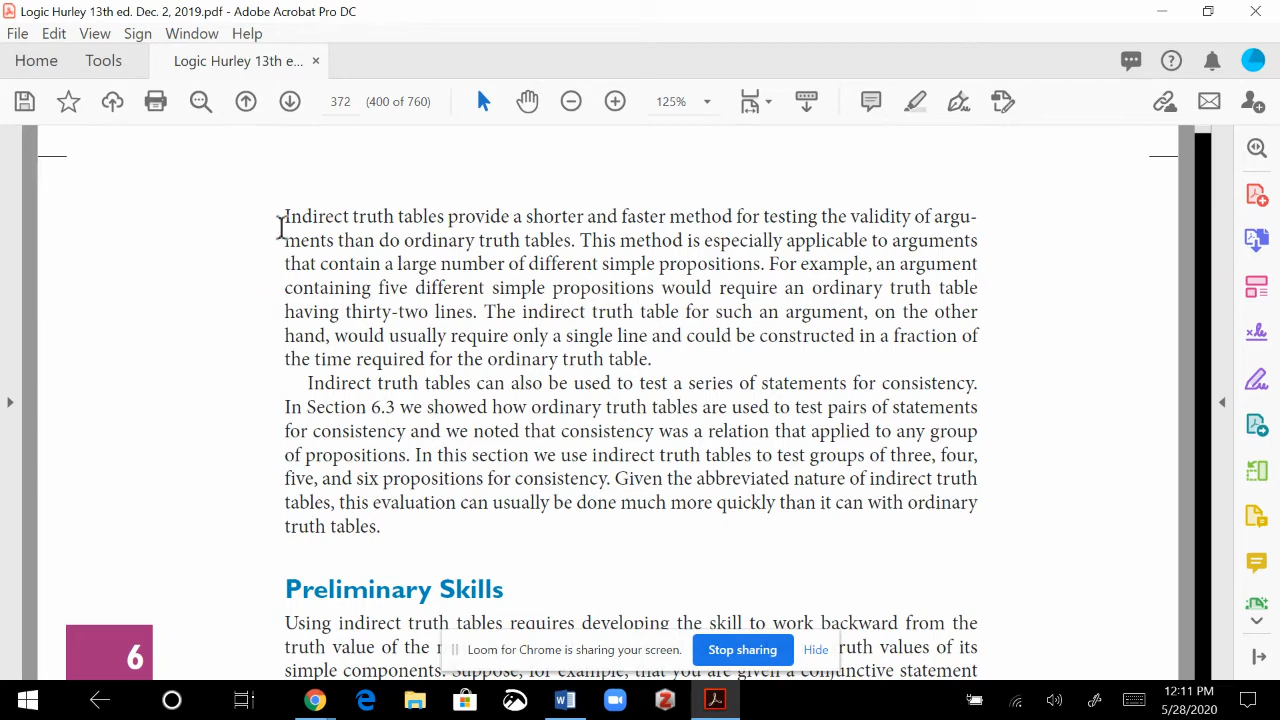 Logic Hurley 13th ed. Dec. 2, 2019.pdf - Adobe Acrobat Pro DC
File Edit View Sign Window Help
Home Tools Logic Hurley 13th e... ×
372 (400 of 760) 125%
Indirect truth tables provide a shorter and faster method for testing the validity of argu-
ments than do ordinary truth tables. This method is especially applicable to arguments
that contain a large number of different simple propositions. For example, an argument
containing five different simple propositions would require an ordinary truth table
having thirty-two lines. The indirect truth table for such an argument, on the other
hand, would usually require only a single line and could be constructed in a fraction of
the time required for the ordinary truth table.
Indirect truth tables can also be used to test a series of statements for consistency.
In Section 6.3 we showed how ordinary truth tables are used to test pairs of statements
for consistency and we noted that consistency was a relation that applied to any group
of propositions. In this section we use indirect truth tables to test groups of three, four,
five, and six propositions for consistency. Given the abbreviated nature of indirect truth
tables, this evaluation can usually be done much more quickly than it can with ordinary
truth tables.
Preliminary Skills
Using indirect truth tables requires developing the skill to work backward from the
truth value of the ruth values of its
simple components. Suppose, for example, that you are given a conjunctive statement
6
Loom for Chrome is sharing your screen. Stop sharing Hide
12:11 PM
5/28/2020